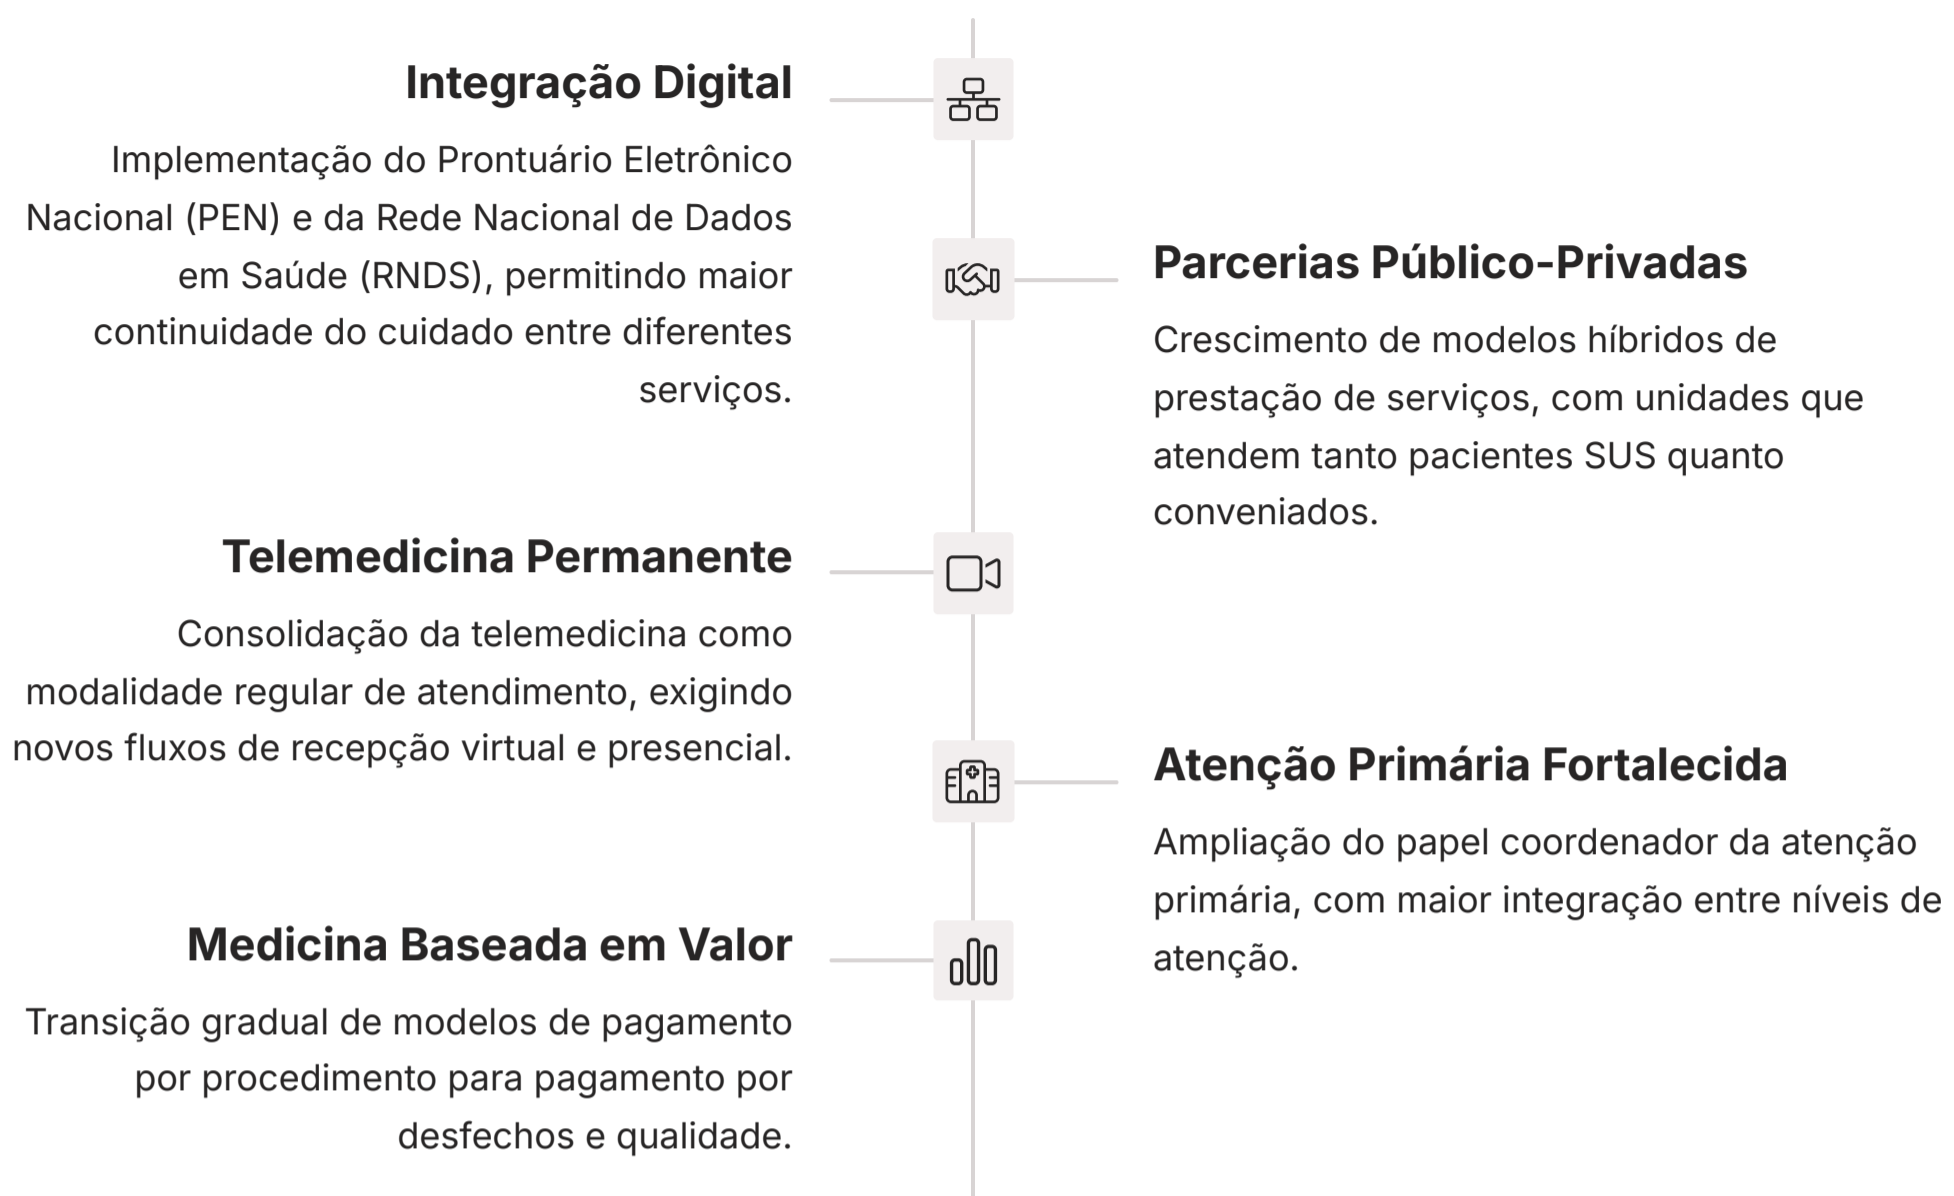 Integração Digital
Implementação do Prontuário Eletrônico
Nacional (PEN) e da Rede Nacional de Dados
em Saúde (RNDS), permitindo maior
continuidade do cuidado entre diferentes
serviços.
Parcerias Público-Privadas
Crescimento de modelos híbridos de
prestação de serviços, com unidades que
atendem tanto pacientes SUS quanto
conveniados.
Telemedicina Permanente
Consolidação da telemedicina como
modalidade regular de atendimento, exigindo
novos fluxos de recepção virtual e presencial.
Atenção Primária Fortalecida
Ampliação do papel coordenador da atenção
primária, com maior integração entre níveis de
atenção.
Medicina Baseada em Valor
Transição gradual de modelos de pagamento
por procedimento para pagamento por
desfechos e qualidade.